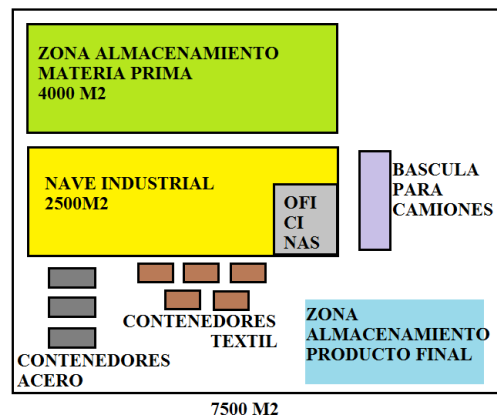 ZONA ALMACENAMIENTO
MATERIA PRIMA
4000 M2
NAVE INDUSTRIAL
2500M2
OFI
CI
NAS
BASCULA
PARA
CAMIONES
CONTENEDORES
ACERO
CONTENEDORES
TEXTIL
ZONA
ALMACENAMIENTO
PRODUCTO FINAL
7500 M2